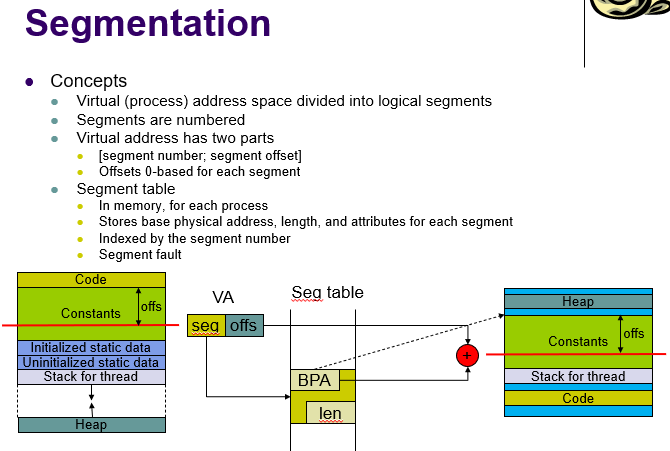 Segmentation
Concepts
Virtual (process) address space divided into logical segments
Segments are numbered
Virtual address has two parts
[segment number; segment offset]
Offsets 0-based for each segment
Segment table
In memory, for each process
Stores base physical address, length, and attributes for each segment
Indexed by the segment number
Segment fault
Code
Constants
offs
Initialized static data
Uninitialized static data
Stack for thread
Heap
VA
seg offs
Seg table
BPA
len
+
Heap
Constants
offs
Stack for thread
Code